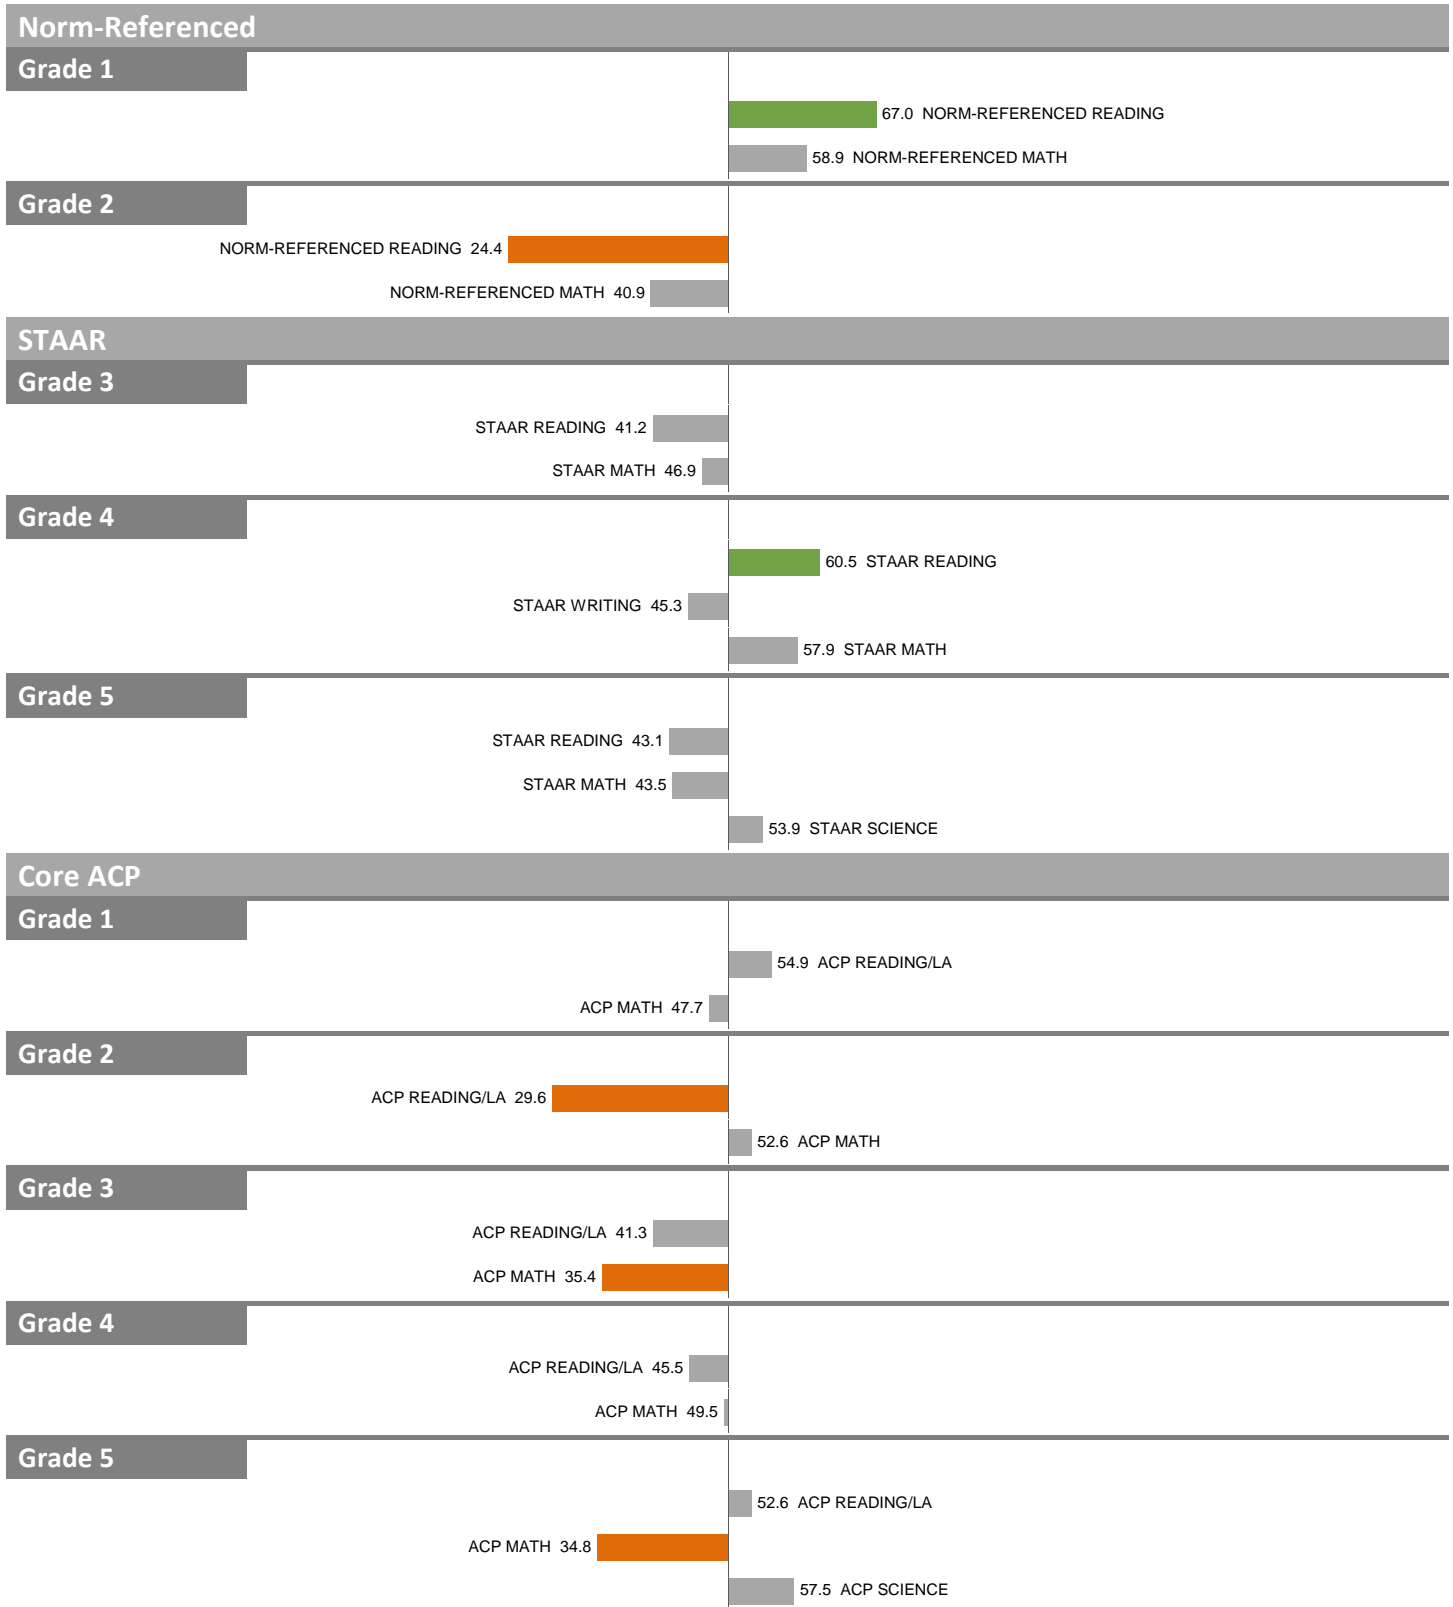 Norm-Referenced
Grade 1
67.0 NORM-REFERENCED READING
58.9 NORM-REFERENCED MATH
Grade 2
NORM-REFERENCED READING 24.4
NORM-REFERENCED MATH 40.9
STAAR
Grade 3
STAAR READING 41.2
STAAR MATH 46.9
Grade 4
60.5 STAAR READING
STAAR WRITING 45.3
57.9 STAAR MATH
Grade 5
STAAR READING 43.1
STAAR MATH 43.5
53.9 STAAR SCIENCE
Core ACP
Grade 1
54.9 ACP READING/LA
ACP MATH 47.7
Grade 2
ACP READING/LA 29.6
52.6 ACP MATH
Grade 3
ACP READING/LA 41.3
ACP MATH 35.4
Grade 4
ACP READING/LA 45.5
ACP MATH 49.5
Grade 5
52.6 ACP READING/LA
ACP MATH 34.8
57.5 ACP SCIENCE